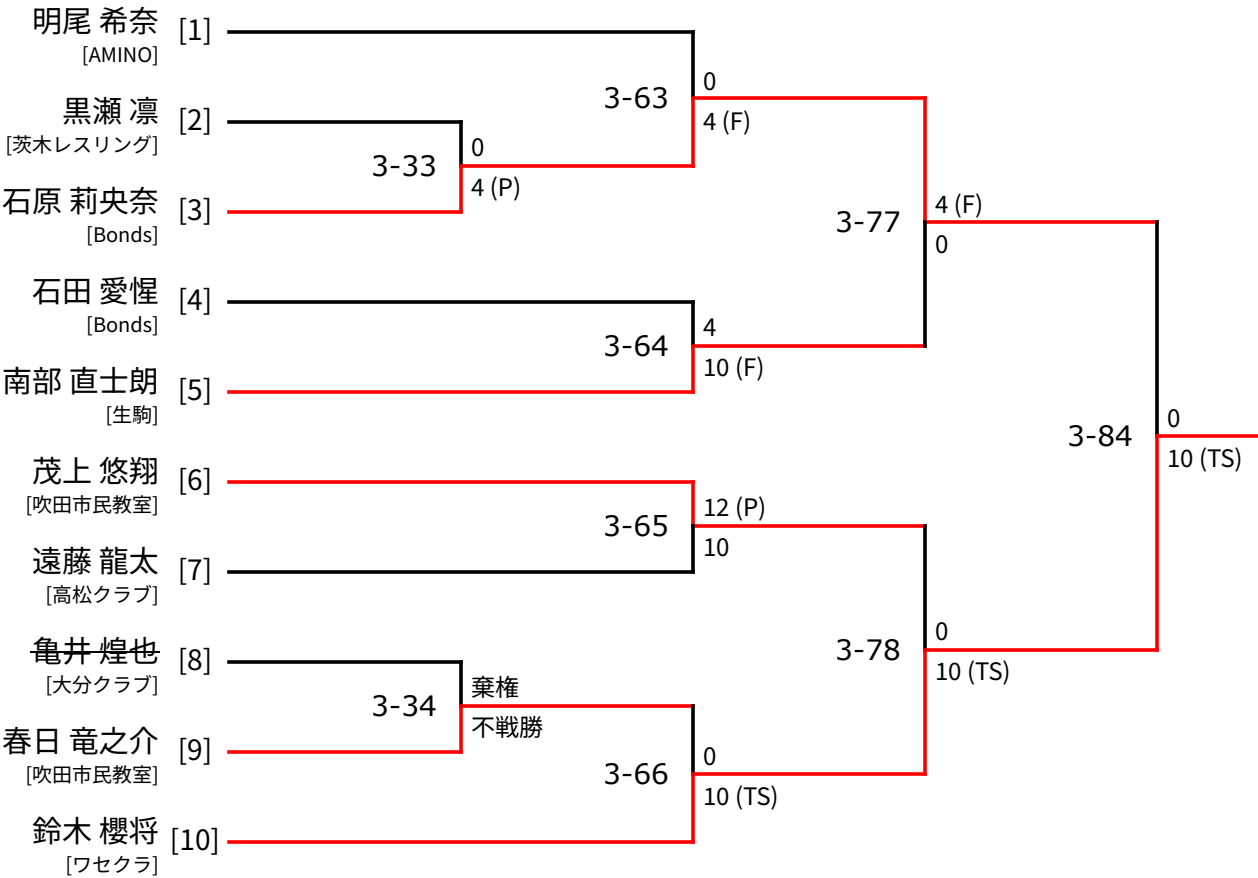 明尾 希奈 [1]
[AMINO]
黒瀬 凛 [2]
[茨木レスリング]
石原 莉央奈 [3]
[Bonds]
石田 愛惺 [4]
[Bonds]
南部 直士朗 [5]
[生駒]
茂上 悠翔 [6]
[吹田市民教室]
遠藤 龍太 [7]
[高松クラブ]
亀井 煌也 [8]
[大分クラブ]
春日 竜之介 [9]
[吹田市民教室]
鈴木 櫻将 [10]
[ワセクラ]
3-33
0
4 (P)
3-34
棄権
不戦勝
3-63
0
4 (F)
3-64
4
10 (F)
3-65
12 (P)
10
3-66
0
10 (TS)
3-77
4 (F)
0
3-78
0
10 (TS)
3-84
0
10 (TS)